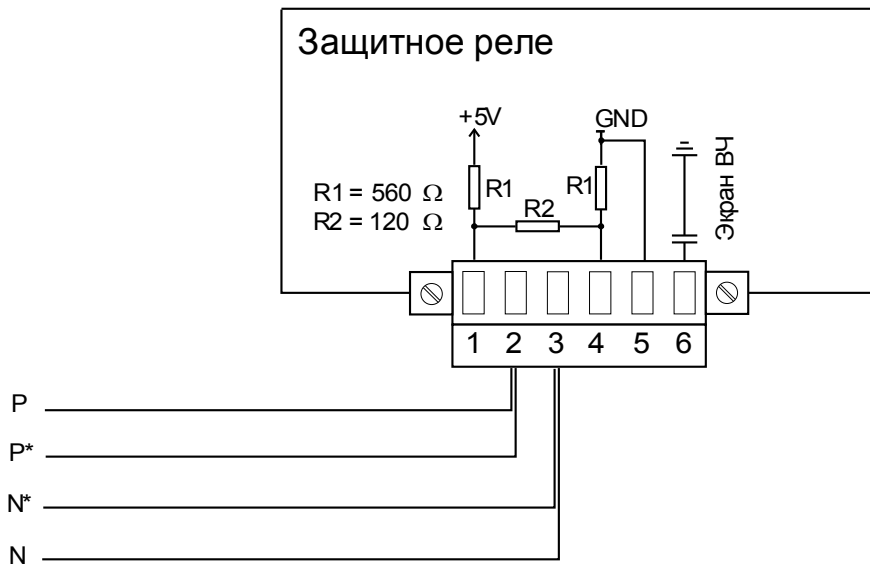 Защитное реле
+5V
GND
R1 = 560 Ω
R2 = 120 Ω
R1
R2
R1
Экран ВЧ
1 2 3 4 5 6
P
P*
N*
N